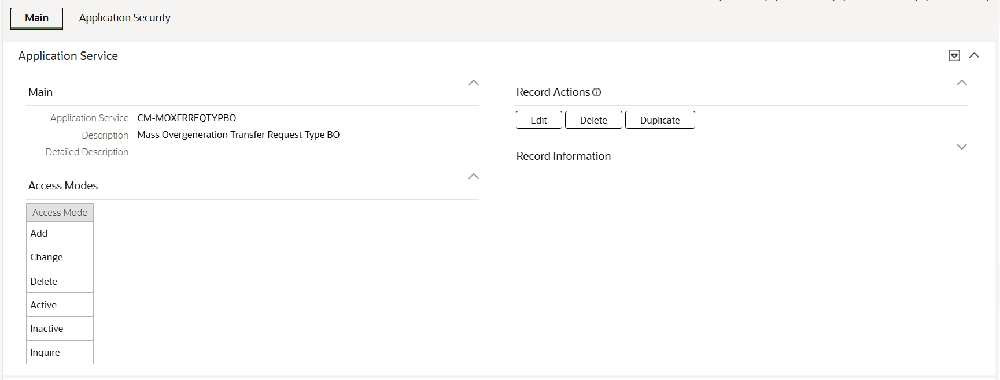 Main
Application Security
Application Service
Main
Application Service CM-MOXFRREQTYPBO
Description Mass Overgeneration Transfer Request Type BO
Detailed Description
Access Modes
Access Mode
Add
Change
Delete
Active
Inactive
Inquire
Record Actions
Edit
Delete
Duplicate
Record Information